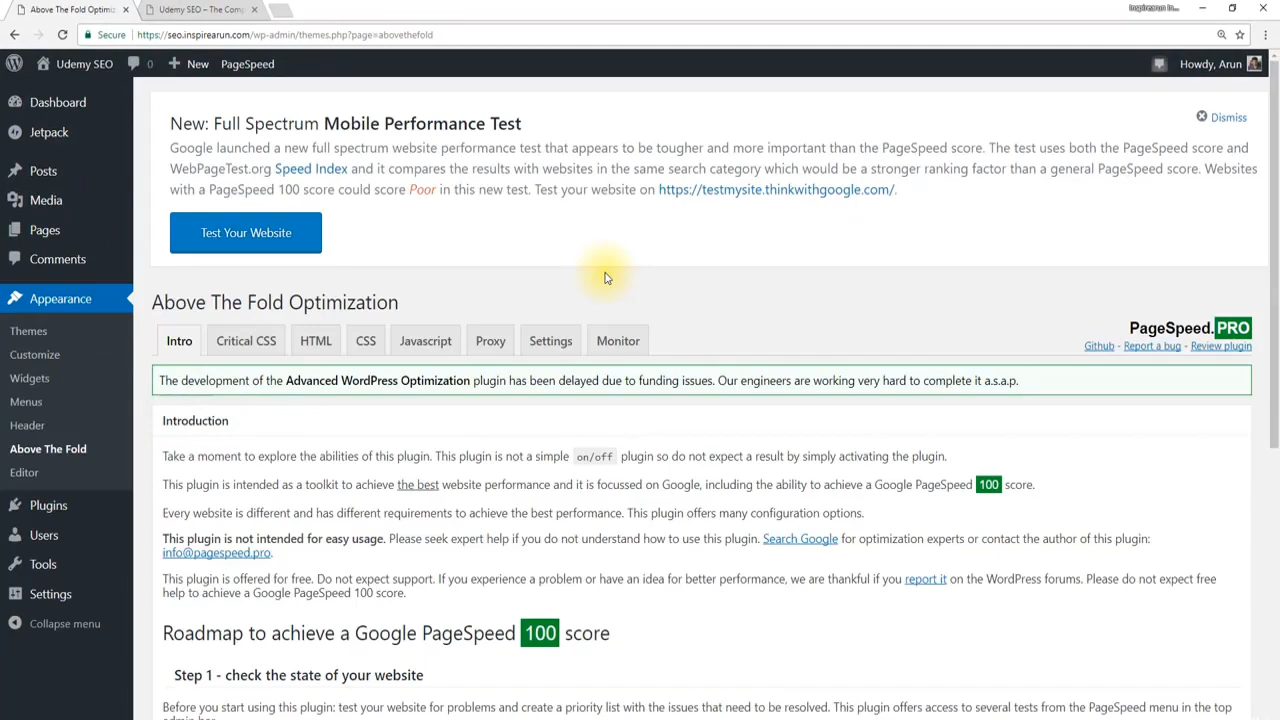 Above The Fold Optimiz
Udemy SEO – The Comp
Inspirearun In...
Secure
https://seo.inspirearun.com/wp-admin/themes.php?page=abovethefold
Udemy SEO
0
New
PageSpeed
Howdy, Arun
Dashboard
Jetpack
Posts
Media
Pages
Comments
Appearance
Themes
Customize
Widgets
Menus
Header
Above The Fold
Editor
Plugins
Users
Tools
Settings
Collapse menu
New: Full Spectrum Mobile Performance Test
Dismiss
Google launched a new full spectrum website performance test that appears to be tougher and more important than the PageSpeed score. The test uses both the PageSpeed score and
WebPageTest.org Speed Index and it compares the results with websites in the same search category which would be a stronger ranking factor than a general PageSpeed score. Websites
with a PageSpeed 100 score could score Poor in this new test. Test your website on https://testmysite.thinkwithgoogle.com/.
Test Your Website
Above The Fold Optimization
Intro
Critical CSS
HTML
CSS
Javascript
Proxy
Settings
Monitor
PageSpeed.PRO
Github - Report a bug - Review plugin
The development of the Advanced WordPress Optimization plugin has been delayed due to funding issues. Our engineers are working very hard to complete it a.s.a.p.
Introduction
Take a moment to explore the abilities of this plugin. This plugin is not a simple on/off plugin so do not expect a result by simply activating the plugin.
This plugin is intended as a toolkit to achieve the best website performance and it is focussed on Google, including the ability to achieve a Google PageSpeed 100 score.
Every website is different and has different requirements to achieve the best performance. This plugin offers many configuration options.
This plugin is not intended for easy usage. Please seek expert help if you do not understand how to use this plugin. Search Google for optimization experts or contact the author of this plugin:
info@pagespeed.pro.
This plugin is offered for free. Do not expect support. If you experience a problem or have an idea for better performance, we are thankful if you report it on the WordPress forums. Please do not expect free
help to achieve a Google PageSpeed 100 score.
Roadmap to achieve a Google PageSpeed 100 score
Step 1 - check the state of your website
Before you start using this plugin: test your website for problems and create a priority list with the issues that need to be resolved. This plugin offers access to several tests from the PageSpeed menu in the top
admin bar.